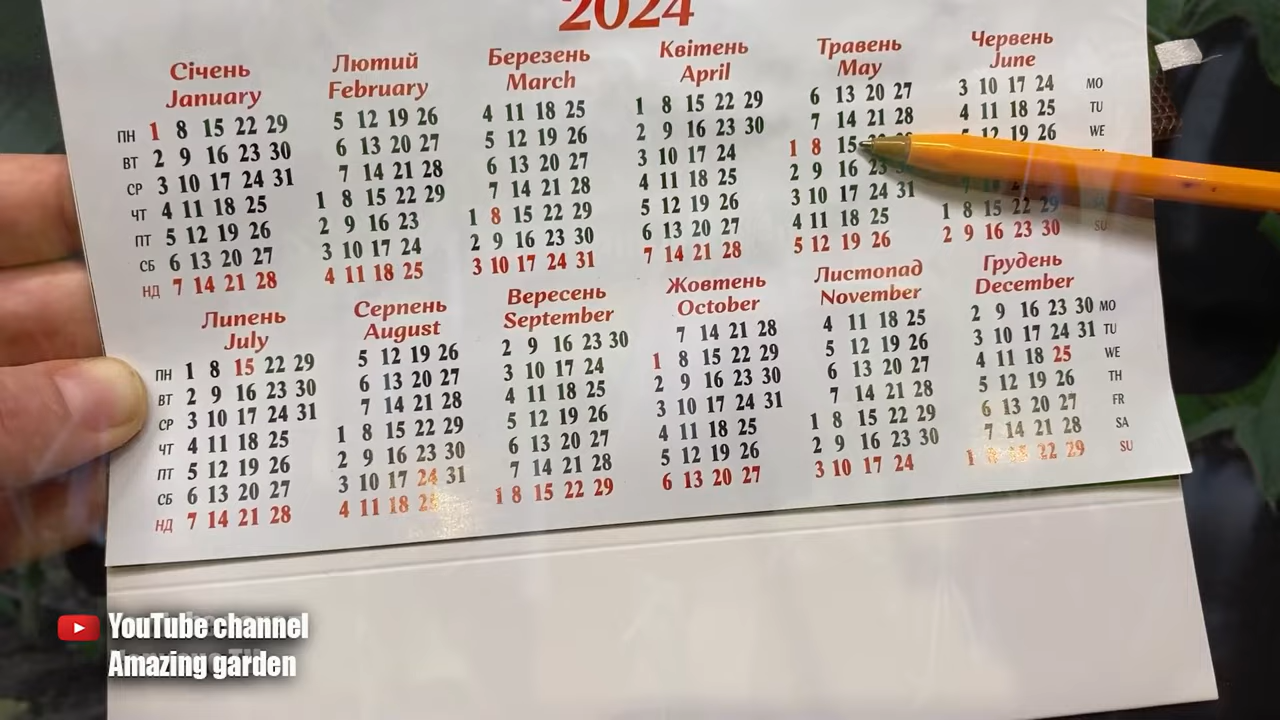 2024
Січень
January
ПН 1 8 15 22 29
ВТ 2 9 16 23 30
СР 3 10 17 24 31
ЧТ 4 11 18 25
ПТ 5 12 19 26
СБ 6 13 20 27
НД 7 14 21 28
Лютий
February
5 12 19 26
6 13 20 27
7 14 21 28
1 8 15 22 29
2 9 16 23
3 10 17 24
4 11 18 25
Березень
March
4 11 18 25
5 12 19 26
6 13 20 27
7 14 21 28
1 8 15 22 29
2 9 16 23 30
3 10 17 24 31
Квітень
April
1 8 15 22 29
2 9 16 23 30
3 10 17 24
4 11 18 25
5 12 19 26
6 13 20 27
7 14 21 28
Травень
May
6 13 20 27
7 14 21 28
1 8 15
2 9 16 23
3 10 17 24 31
4 11 18 25
5 12 19 26
Червень
June
3 10 17 24 MO
4 11 18 25 TU
12 19 26 WE
1 8 15 22 29
2 9 16 23 30 SU
Липень
July
ПН 1 8 15 22 29
ВТ 2 9 16 23 30
СР 3 10 17 24 31
ЧТ 4 11 18 25
ПТ 5 12 19 26
СБ 6 13 20 27
НД 7 14 21 28
Серпень
August
5 12 19 26
6 13 20 27
7 14 21 28
1 8 15 22 29
2 9 16 23 30
3 10 17 24 31
4 11 18
Вересень
September
2 9 16 23 30
3 10 17 24
4 11 18 25
5 12 19 26
6 13 20 27
7 14 21 28
1 8 15 22 29
Жовтень
October
7 14 21 28
1 8 15 22 29
2 9 16 23 30
3 10 17 24 31
4 11 18 25
5 12 19 26
6 13 20 27
Листопад
November
4 11 18 25
5 12 19 26
6 13 20 27
7 14 21 28
1 8 15 22 29
2 9 16 23 30
3 10 17 24
Грудень
December
2 9 16 23 30 MO
3 10 17 24 31 TU
4 11 18 25 WE
5 12 19 26 TH
6 13 20 27 FR
7 14 21 28 SA
1 22 29 SU
YouTube channel
Amazing garden